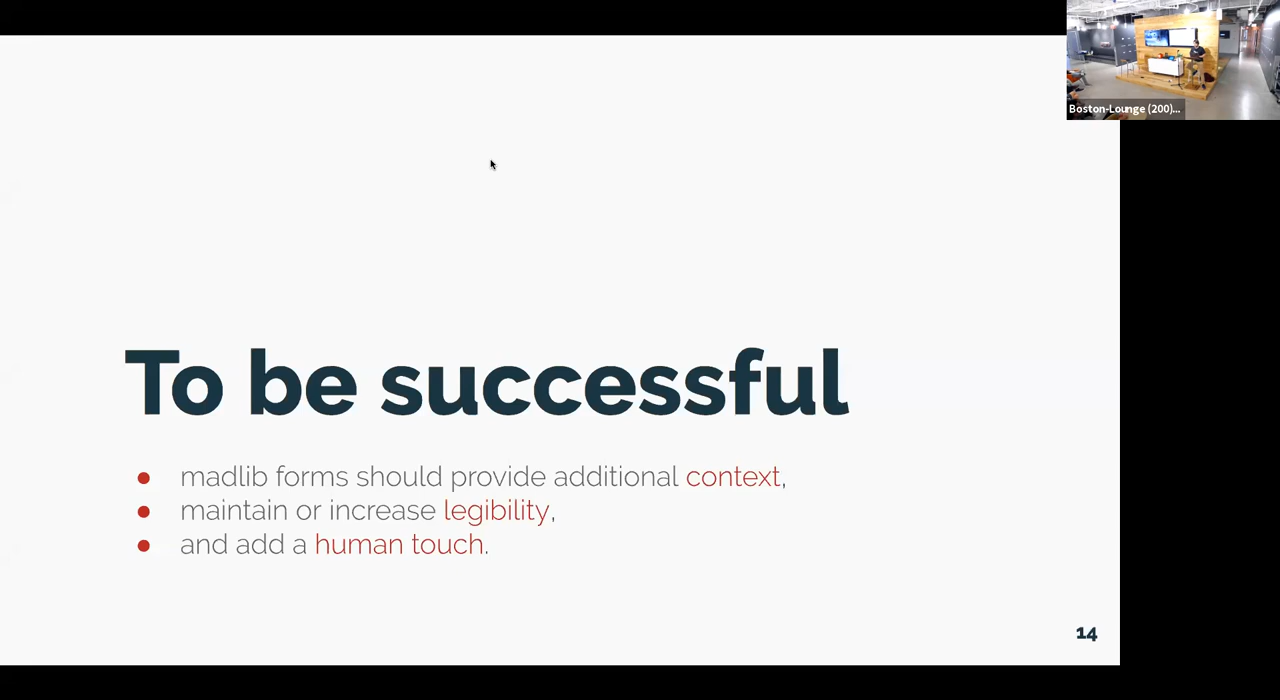 Boston-Lounge (200)...
To be successful
● madlib forms should provide additional context,
● maintain or increase legibility,
● and add a human touch.
14